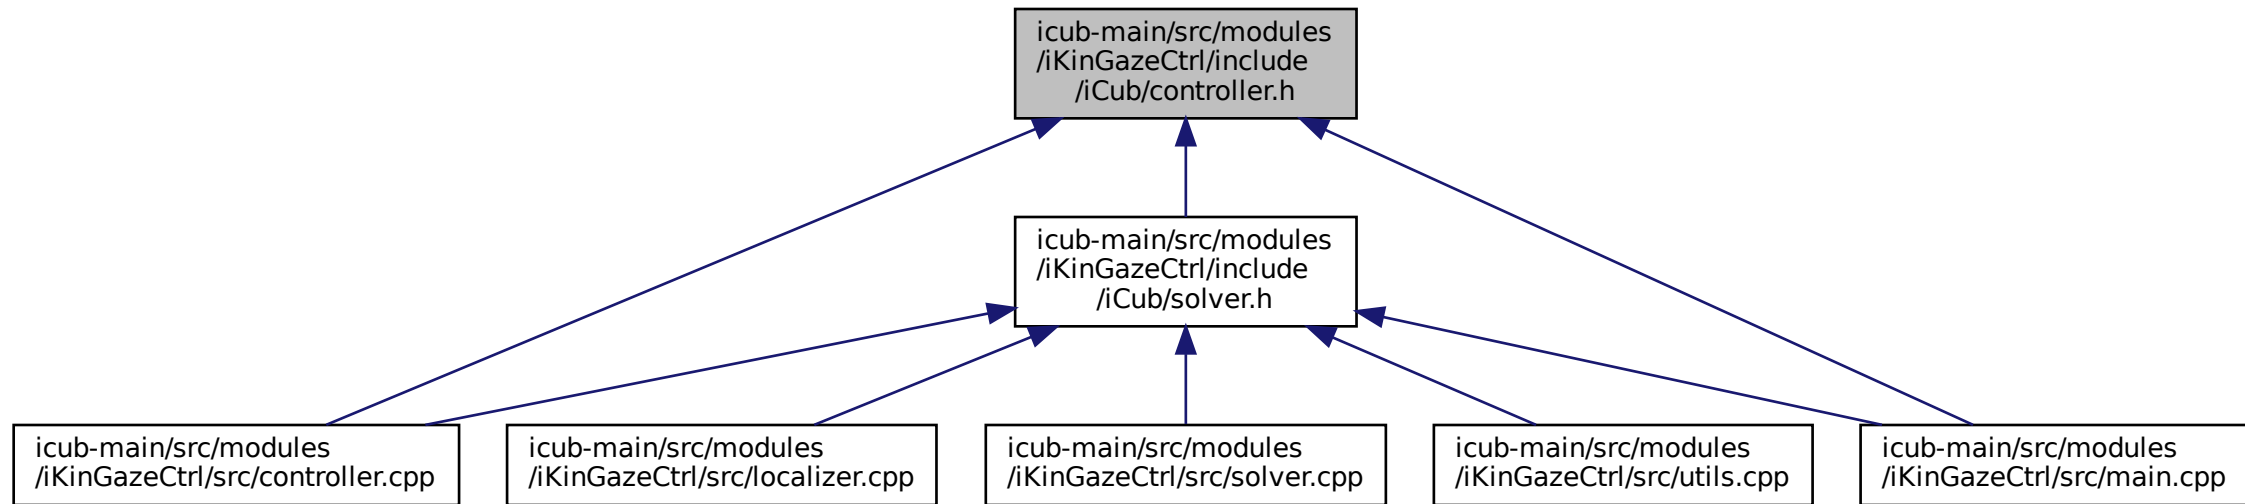 icub-main/src/modules
/iKinGazeCtrl/include
/iCub/controller.h
icub-main/src/modules
/iKinGazeCtrl/include
/iCub/solver.h
icub-main/src/modules
/iKinGazeCtrl/src/controller.cpp
icub-main/src/modules
/iKinGazeCtrl/src/localizer.cpp
icub-main/src/modules
/iKinGazeCtrl/src/solver.cpp
icub-main/src/modules
/iKinGazeCtrl/src/utils.cpp
icub-main/src/modules
/iKinGazeCtrl/src/main.cpp